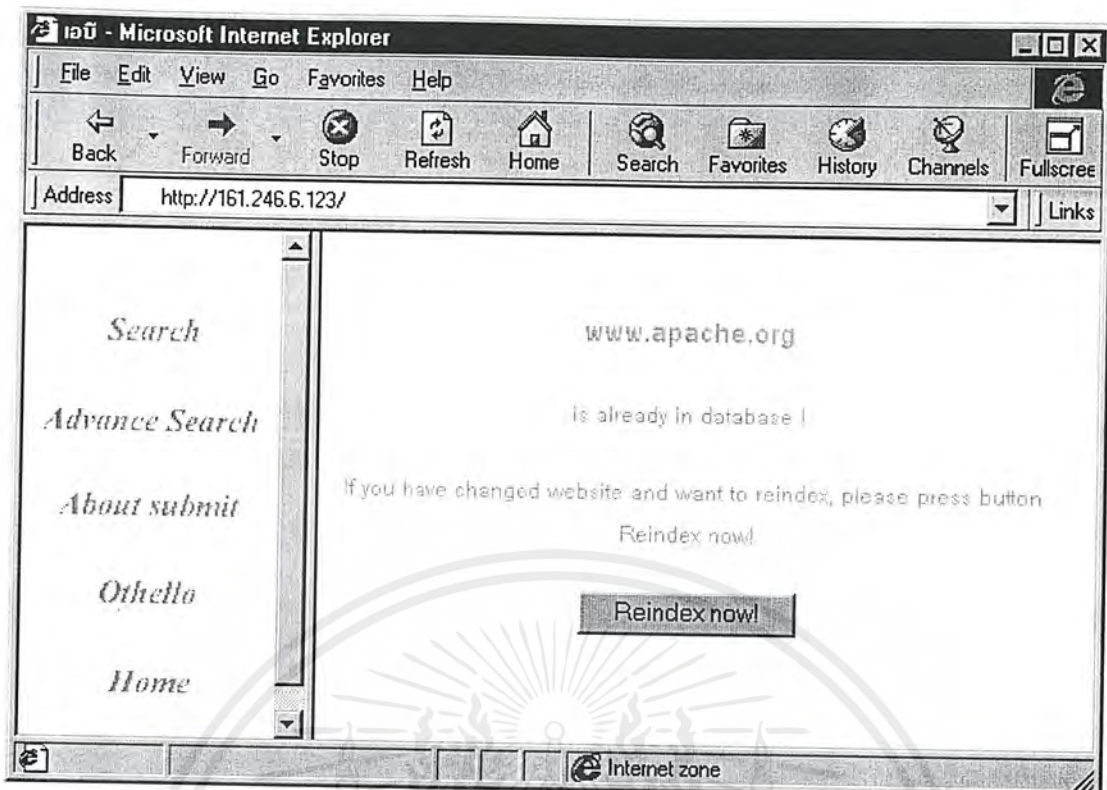 เอบี - Microsoft Internet Explorer
File Edit View Go Favorites Help
Back Forward Stop Refresh Home Search Favorites History Channels Fullscree
Address http://161.246.6.123/ Links
Search
Advance Search
About submit
Othello
Home
www.apache.org
is already in database !
If you have changed website and want to reindex, please press button
Reindex now!
Reindex now!
Internet zone